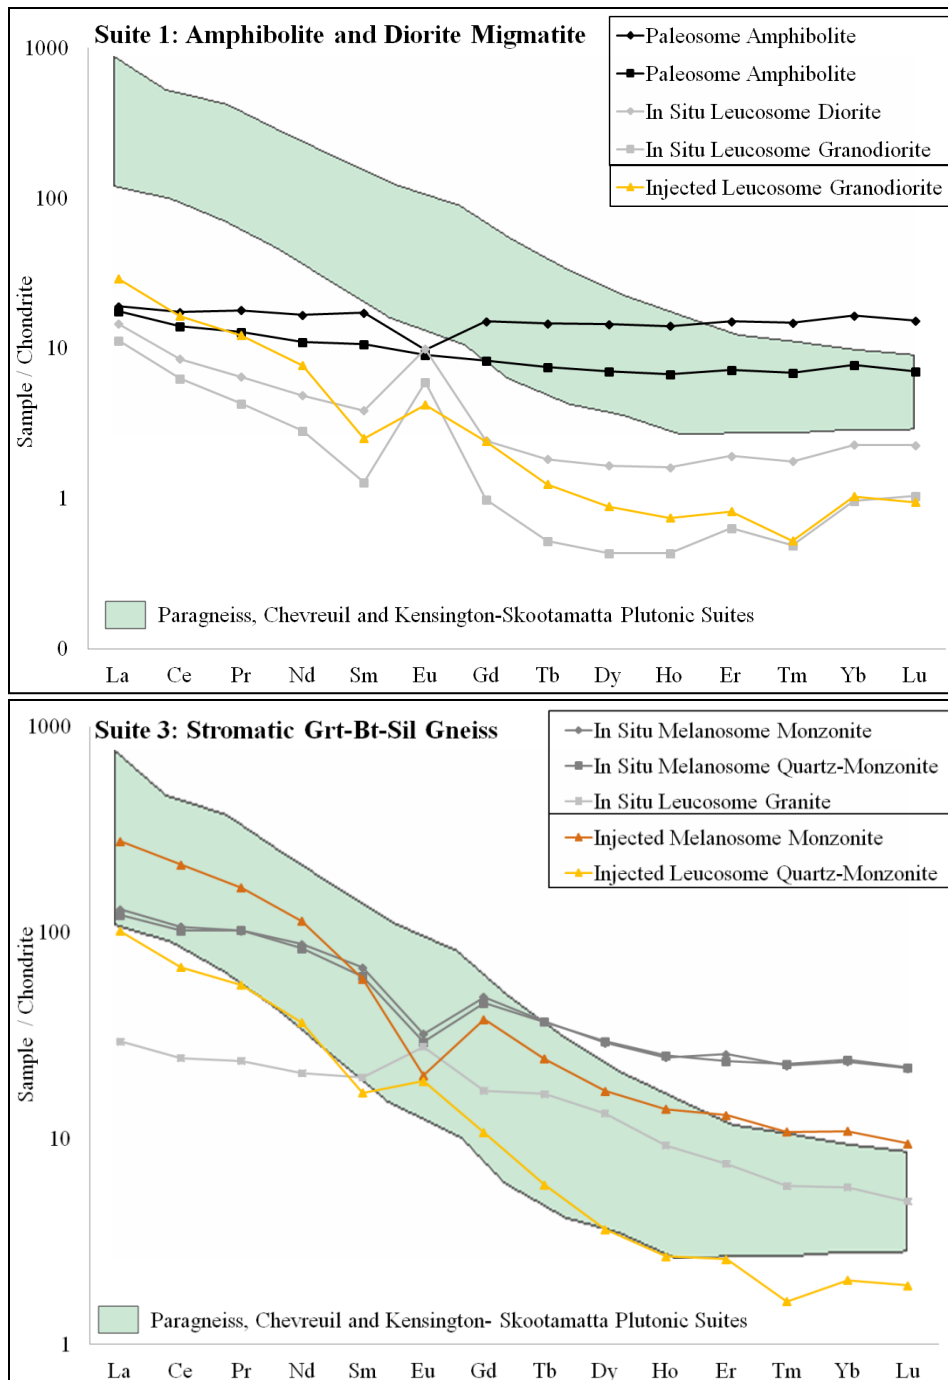 Suite 1: Amphibolite and Diorite Migmatite
Paleosome Amphibolite
Paleosome Amphibolite
In Situ Leucosome Diorite
In Situ Leucosome Granodiorite
Injected Leucosome Granodiorite
1000
100
10
1
0
Sample / Chondrite
Paragneiss, Chevreuil and Kensington-Skootamatta Plutonic Suites
La Ce Pr Nd Sm Eu Gd Tb Dy Ho Er Tm Yb Lu
Suite 3: Stromatic Grt-Bt-Sil Gneiss
In Situ Melanosome Monzonite
In Situ Melanosome Quartz-Monzonite
In Situ Leucosome Granite
Injected Melanosome Monzonite
Injected Leucosome Quartz-Monzonite
1000
100
10
1
Sample / Chondrite
Paragneiss, Chevreuil and Kensington- Skootamatta Plutonic Suites
La Ce Pr Nd Sm Eu Gd Tb Dy Ho Er Tm Yb Lu